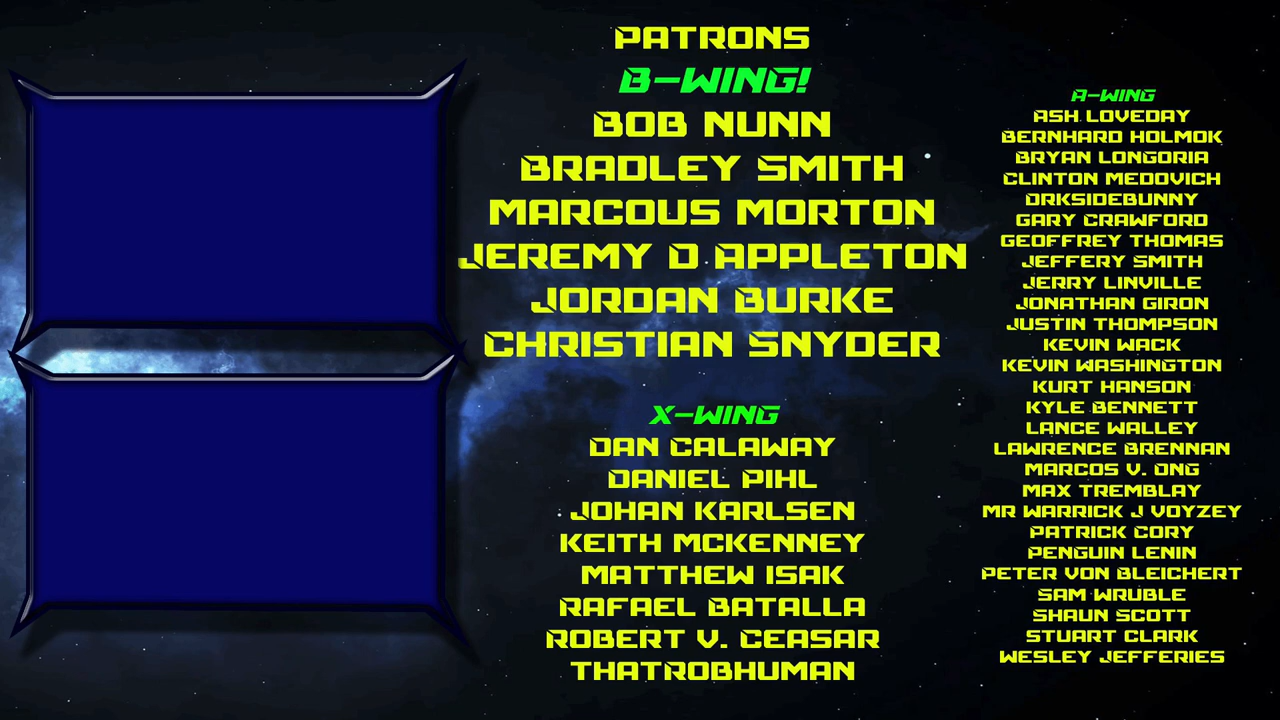 PATRONS
B-WING!
BOB NUNN
BRADLEY SMITH
MARCOUS MORTON
JEREMY D APPLETON
JORDAN BURKE
CHRISTIAN SNYDER
X-WING
DAN CALAWAY
DANIEL PIHL
JOHAN KARLSEN
KEITH MCKENNEY
MATTHEW ISAK
RAFAEL BATALLA
ROBERT V. CEASAR
THATROBHUMAN
A-WING
ASH LOVEDAY
BERNHARD HOLMOK
BRYAN LONGORIA
CLINTON MEDOVICH
DRKSIDEBUNNY
GARY CRAWFORD
GEOFFREY THOMAS
JEFFERY SMITH
JERRY LINVILLE
JONATHAN GIRON
JUSTIN THOMPSON
KEVIN WACK
KEVIN WASHINGTON
KURT HANSON
KYLE BENNETT
LANCE WALLEY
LAWRENCE BRENNAN
MARCOS V. ONG
MAX TREMBLAY
MR WARRICK J VOYZEY
PATRICK CORY
PENGUIN LENIN
PETER VON BLEICHERT
SAM WRUBLE
SHAUN SCOTT
STUART CLARK
WESLEY JEFFERIES